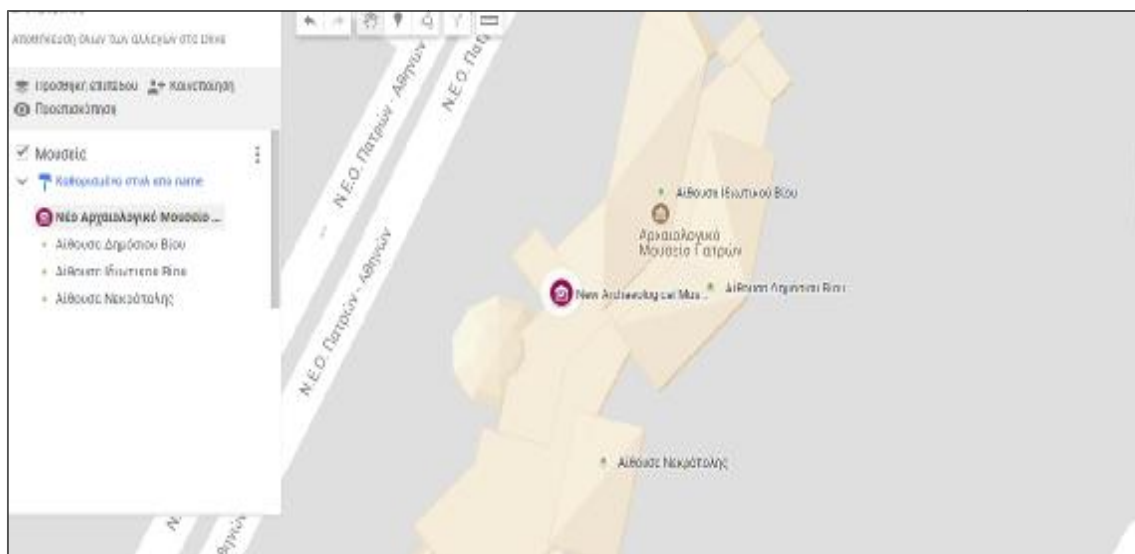 Αποθήκευση όλων των αλλαγών στο Drive
Προσθήκη επιπέδου Κοινοποίηση
Προεπισκόπηση
Μουσείο
Καθορισμένο στυλ από name
Νέο Αρχαιολογικό Μουσείο ...
Αίθουσα Δημόσιου Βίου
Αίθουσα Ιδιωτικού Βίου
Αίθουσα Νεκρόπολης
Ν.Ε.Ο. Πατρών - Αθηνών
Ν.Ε.Ο. Πατ
Ν.Ε.Ο. Πατρών - Αθηνών
Αίθουσα Ιδιωτικού Βίου
Αρχαιολογικό
Μουσείο Πατρών
New Archaeological Mus...
Αίθουσα Δημόσιου Βίου
Αίθουσα Νεκρόπολης
Ν.
θηνών